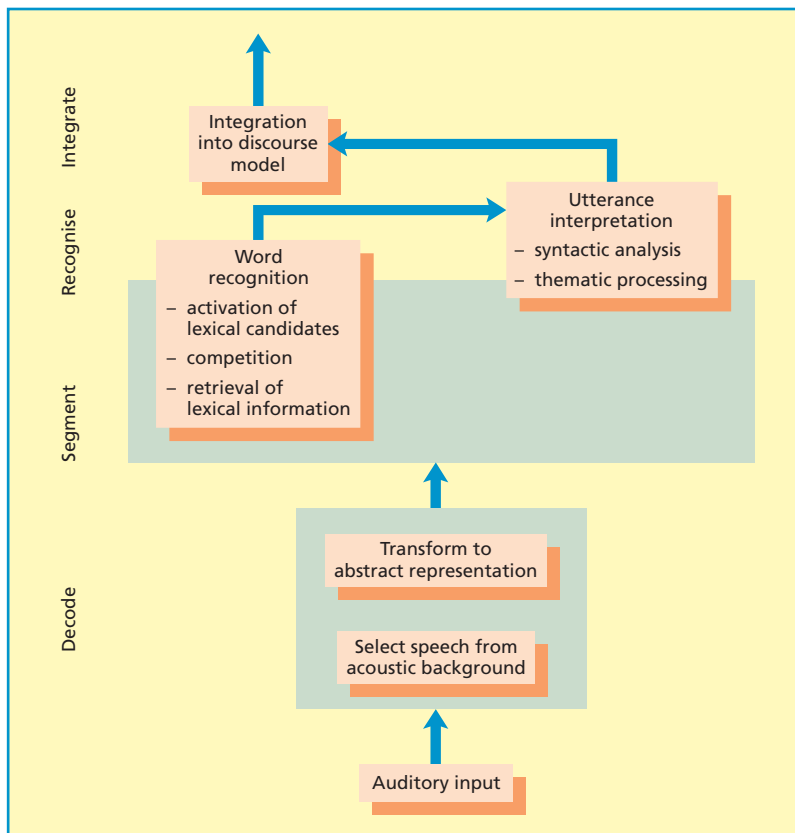 Integrate
Integration
into discourse
model
Recognise
Utterance
interpretation
– syntactic analysis
– thematic processing
Word
recognition
– activation of
lexical candidates
– competition
– retrieval of
lexical information
Segment
Decode
Transform to
abstract representation
Select speech from
acoustic background
Auditory input